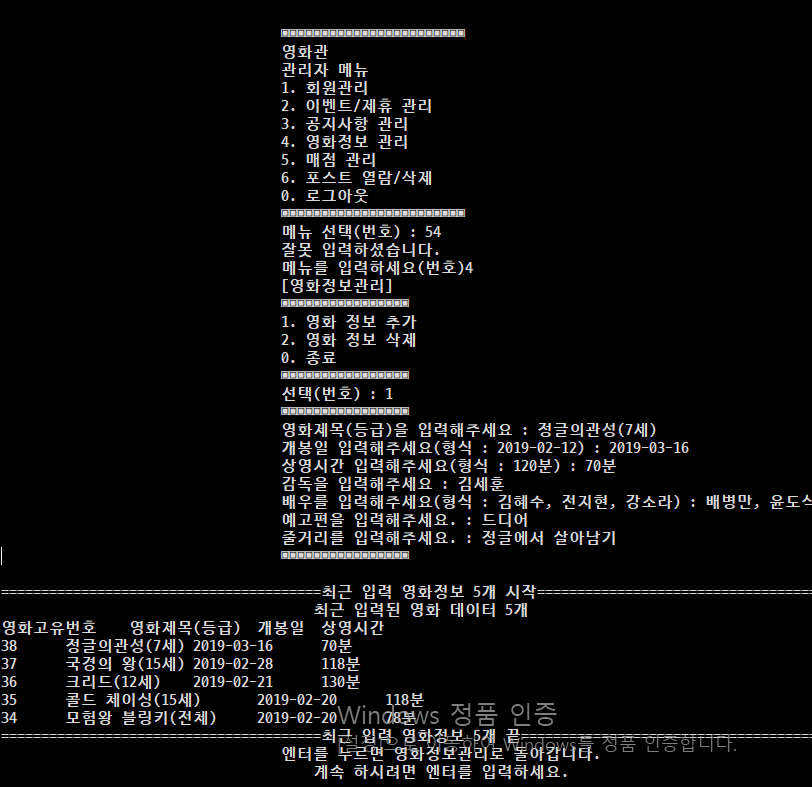 ▣▣▣▣▣▣▣▣▣▣▣▣▣▣▣▣▣▣▣▣▣▣▣
영화관
관리자 메뉴
1. 회원관리
2. 이벤트/제휴 관리
3. 공지사항 관리
4. 영화정보 관리
5. 매점 관리
6. 포스트 열람/삭제
0. 로그아웃
▣▣▣▣▣▣▣▣▣▣▣▣▣▣▣▣▣▣▣▣▣▣▣
메뉴 선택(번호) : 54
잘못 입력하셨습니다.
메뉴를 입력하세요(번호)4
[영화정보관리]
▣▣▣▣▣▣▣▣▣▣▣▣▣▣▣▣
1. 영화 정보 추가
2. 영화 정보 삭제
0. 종료
▣▣▣▣▣▣▣▣▣▣▣▣▣▣▣▣
선택(번호) : 1
▣▣▣▣▣▣▣▣▣▣▣▣▣▣▣▣
영화제목(등급)을 입력해주세요 : 정글의관성(7세)
개봉일 입력해주세요(형식 : 2019-02-12) : 2019-03-16
상영시간 입력해주세요(형식 : 120분) : 70분
감독을 입력해주세요 : 김세훈
배우를 입력해주세요(형식 : 김혜수, 전지현, 강소라) : 배병만, 윤도식
예고편을 입력해주세요. : 드디어
줄거리를 입력해주세요. : 정글에서 살아남기
▣▣▣▣▣▣▣▣▣▣▣▣▣▣▣▣
========================================최근 입력 영화정보 5개 시작===================================
최근 입력된 영화 데이터 5개
영화고유번호 영화제목(등급) 개봉일 상영시간
38 정글의관성(7세) 2019-03-16 70분
37 국경의 왕(15세) 2019-02-28 118분
36 크리드(12세) 2019-02-21 130분
35 콜드 체이싱(15세) 2019-02-20 118분
34 모험왕 블링키(전체) 2019-02-20 78분
Windows 정품 인증
========================================최근 입력 영화정보 5개 끝=====================================
[설정]으로 이동하여 Windows를 정품 인증합니다.
엔터를 누르면 영화정보관리로 돌아갑니다.
계속 하시려면 엔터를 입력하세요.